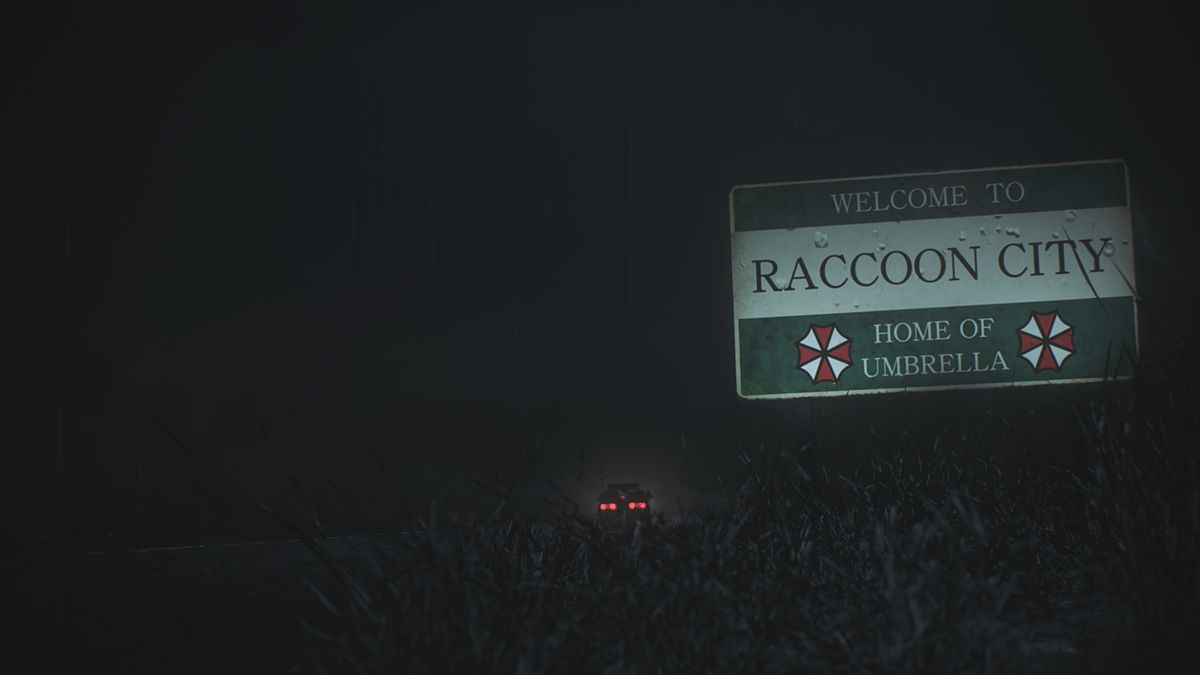 WELCOME TO
RACCOON CITY
HOME OF
UMBRELLA